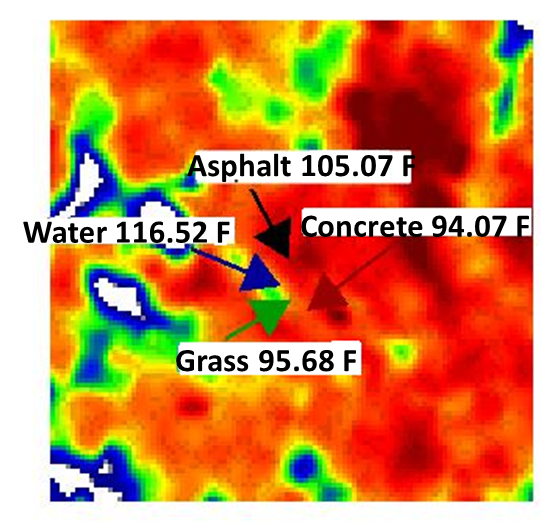 Asphalt 105.07 F
Water 116.52 F
Concrete 94.07 F
Grass 95.68 F